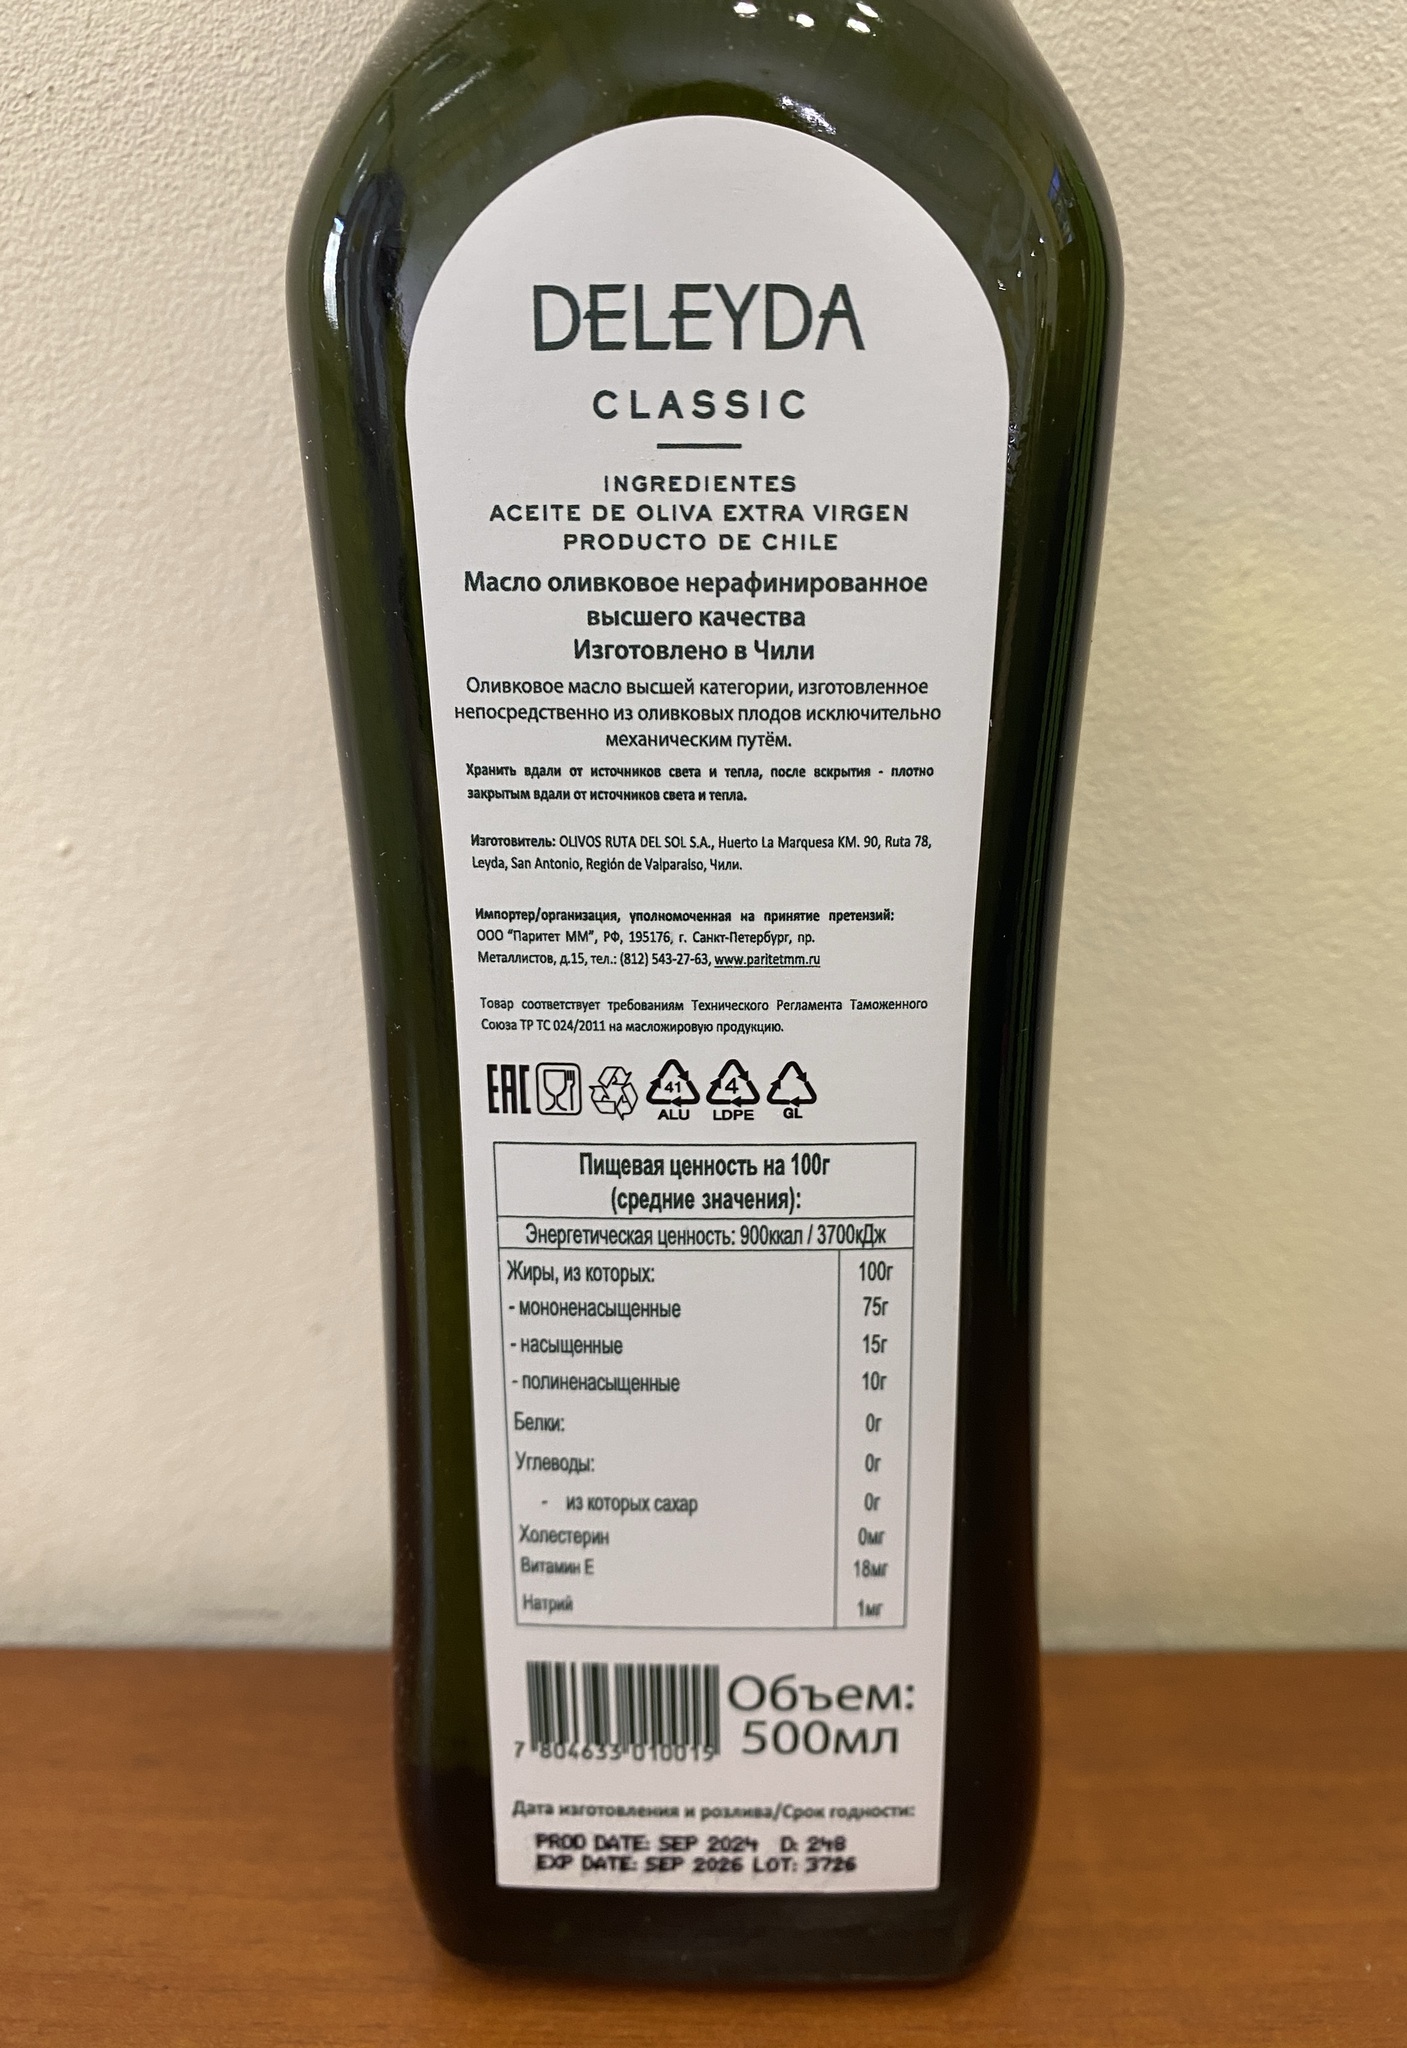 DELEYDA
CLASSIC
INGREDIENTES
ACEITE DE OLIVA EXTRA VIRGEN
PRODUCTO DE CHILE
Масло оливковое нерафинированное
высшего качества
Изготовлено в Чили
Оливковое масло высшей категории, изготовленное
непосредственно из оливковых плодов исключительно
механическим путём.
Хранить вдали от источников света и тепла, после вскрытия - плотно
закрытым вдали от источников света и тепла.
Изготовитель: OLIVOS RUTA DEL SOL S.A., Huerto La Marquesa KM. 90, Ruta 78,
Leyda, San Antonio, Región de Valparaíso, Чили.
Импортер/организация, уполномоченная на принятие претензий:
ООО "Паритет ММ", РФ, 195176, г. Санкт-Петербург, пр.
Металлистов, д.15, тел.: (812) 543-27-63, www.paritetmm.ru
Товар соответствует требованиям Технического Регламента Таможенного
Союза ТР ТС 024/2011 на масложировую продукцию.
EAC 41 ALU 4 LDPE GL
Пищевая ценность на 100г
(средние значения):
Энергетическая ценность: 900ккал / 3700кДж
Жиры, из которых: 100г
- мононенасыщенные 75г
- насыщенные 15г
- полиненасыщенные 10г
Белки: 0г
Углеводы: 0г
- из которых сахар 0г
Холестерин 0мг
Витамин Е 18мг
Натрий 1мг
7 804633 010015
Объем:
500мл
Дата изготовления и розлива/Срок годности:
PROD DATE: SEP 2024 D: 248
EXP DATE: SEP 2026 LOT: 3726